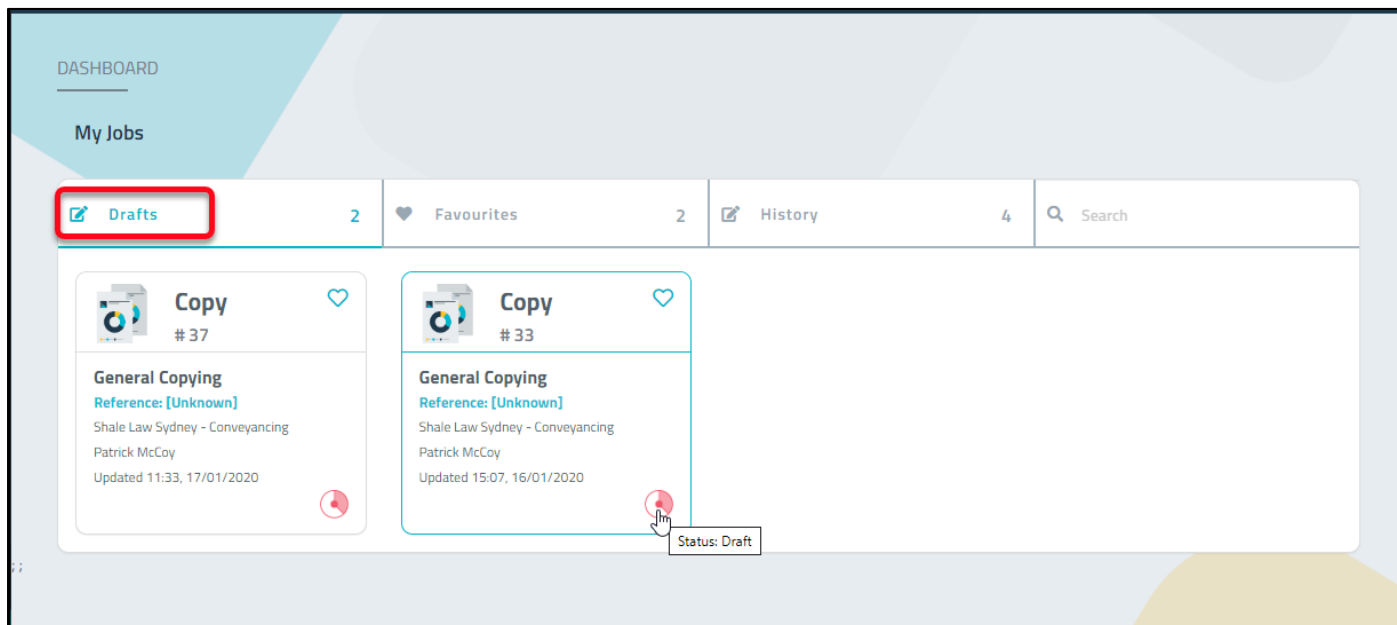 DASHBOARD
My Jobs
Drafts 2 Favourites 2 History 4 Search
Copy
# 37
General Copying
Reference: [Unknown]
Shale Law Sydney - Conveyancing
Patrick McCoy
Updated 11:33, 17/01/2020
Copy
# 33
General Copying
Reference: [Unknown]
Shale Law Sydney - Conveyancing
Patrick McCoy
Updated 15:07, 16/01/2020
Status: Draft
;;